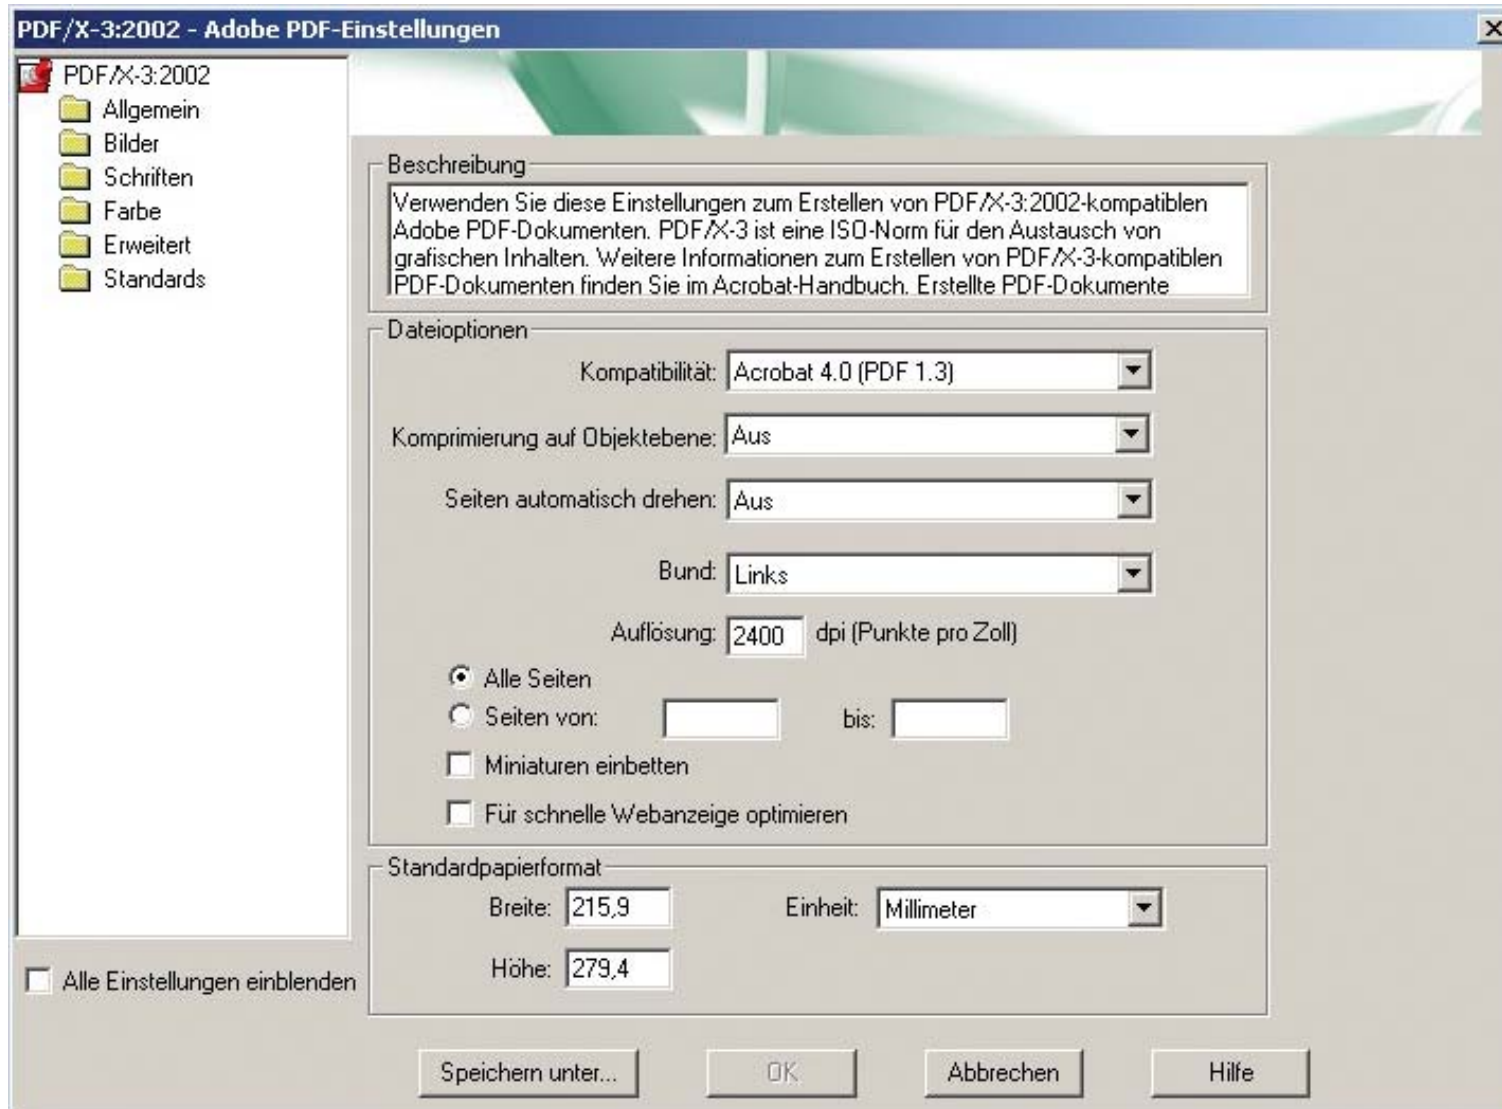 PDF/X-3:2002 - Adobe PDF-Einstellungen
PDF/X-3:2002
Allgemein
Bilder
Schriften
Farbe
Erweitert
Standards
Alle Einstellungen einblenden
Beschreibung
Verwenden Sie diese Einstellungen zum Erstellen von PDF/X-3:2002-kompatiblen
Adobe PDF-Dokumenten. PDF/X-3 ist eine ISO-Norm für den Austausch von
grafischen Inhalten. Weitere Informationen zum Erstellen von PDF/X-3-kompatiblen
PDF-Dokumenten finden Sie im Acrobat-Handbuch. Erstellte PDF-Dokumente
Dateioptionen
Kompatibilität: Acrobat 4.0 (PDF 1.3)
Komprimierung auf Objektebene: Aus
Seiten automatisch drehen: Aus
Bund: Links
Auflösung: 2400 dpi (Punkte pro Zoll)
Alle Seiten
Seiten von: bis:
Miniaturen einbetten
Für schnelle Webanzeige optimieren
Standardpapierformat
Breite: 215,9 Einheit: Millimeter
Höhe: 279,4
Speichern unter... OK Abbrechen Hilfe